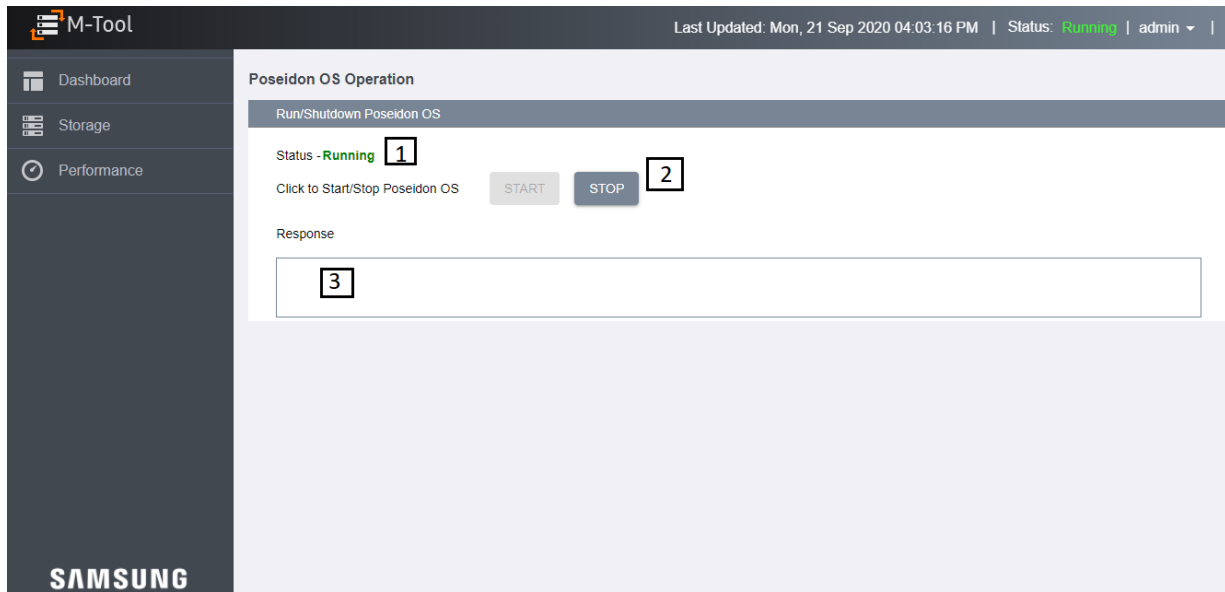 M-Tool
Last Updated: Mon, 21 Sep 2020 04:03:16 PM | Status: Running | admin |
Dashboard
Storage
Performance
Poseidon OS Operation
Run/Shutdown Poseidon OS
Status - Running 1
Click to Start/Stop Poseidon OS START STOP 2
Response
3
SAMSUNG